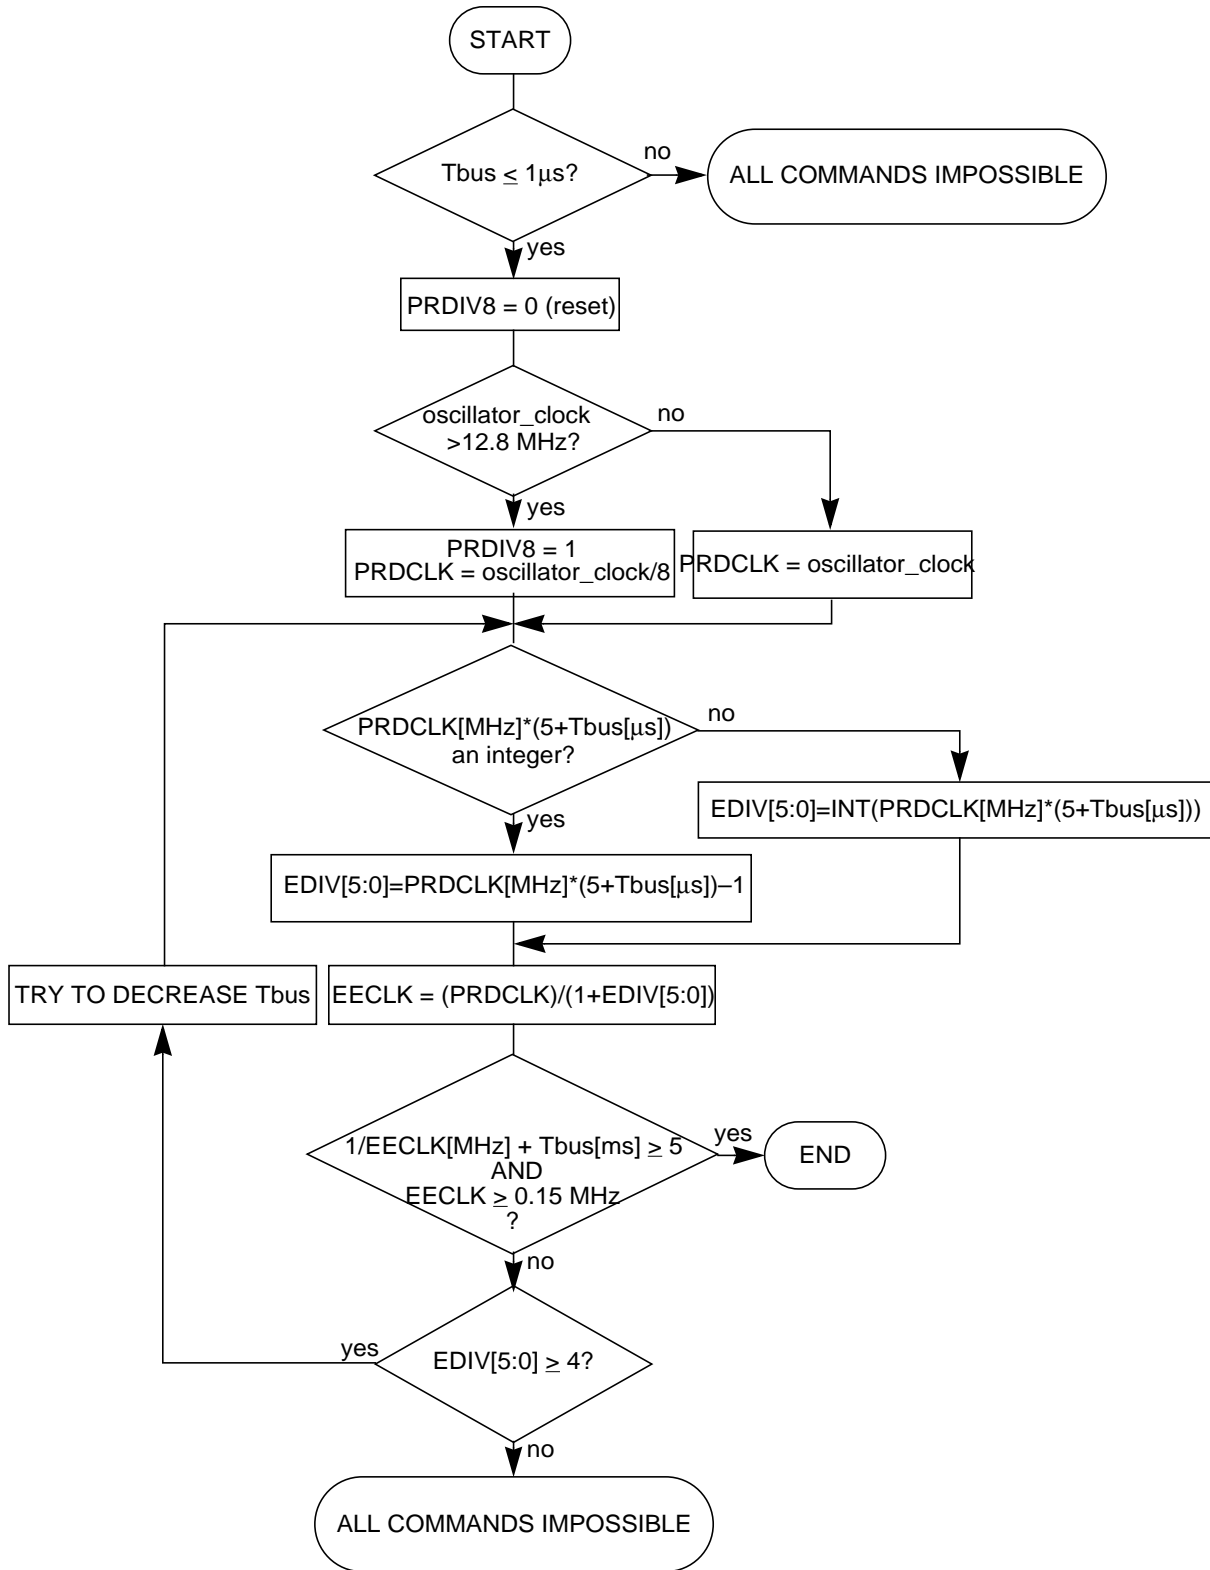 START
Tbus ≤ 1μs?
no
ALL COMMANDS IMPOSSIBLE
yes
PRDIV8 = 0 (reset)
oscillator_clock
>12.8 MHz?
no
yes
PRDIV8 = 1
PRDCLK = oscillator_clock/8
PRDCLK = oscillator_clock
PRDCLK[MHz]*(5+Tbus[μs])
an integer?
no
yes
EDIV[5:0]=INT(PRDCLK[MHz]*(5+Tbus[μs]))
EDIV[5:0]=PRDCLK[MHz]*(5+Tbus[μs])–1
TRY TO DECREASE Tbus
EECLK = (PRDCLK)/(1+EDIV[5:0])
1/EECLK[MHz] + Tbus[ms] ≥ 5
AND
EECLK ≥ 0.15 MHz
?
yes
END
no
yes
EDIV[5:0] ≥ 4?
no
ALL COMMANDS IMPOSSIBLE